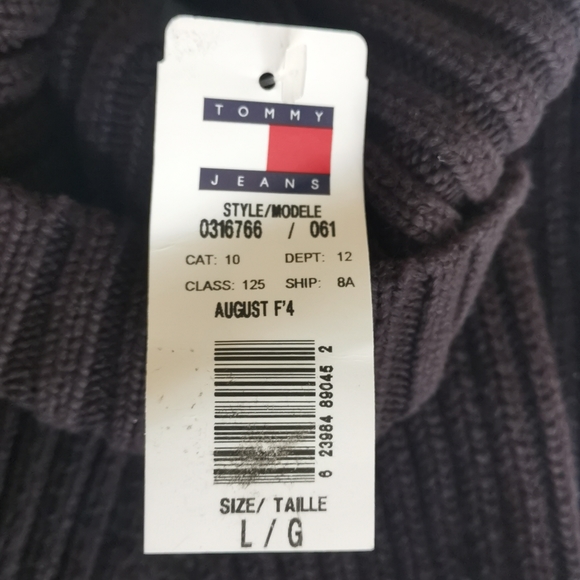 TOMMY
JEANS
STYLE/MODELE
0316766 / 061
CAT: 10 DEPT: 12
CLASS: 125 SHIP: 8A
AUGUST F'4
6 23984 89045 2
SIZE/ TAILLE
L / G